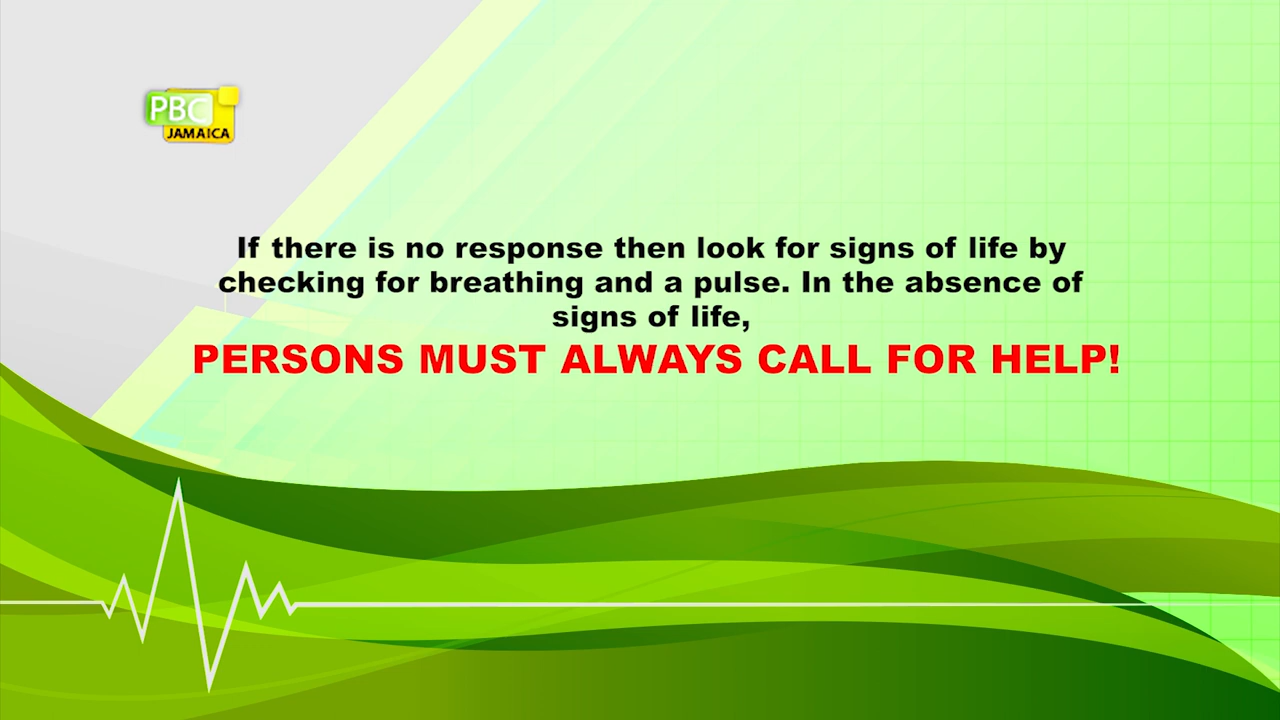 PBC
JAMAICA
If there is no response then look for signs of life by
checking for breathing and a pulse. In the absence of
signs of life,
PERSONS MUST ALWAYS CALL FOR HELP!